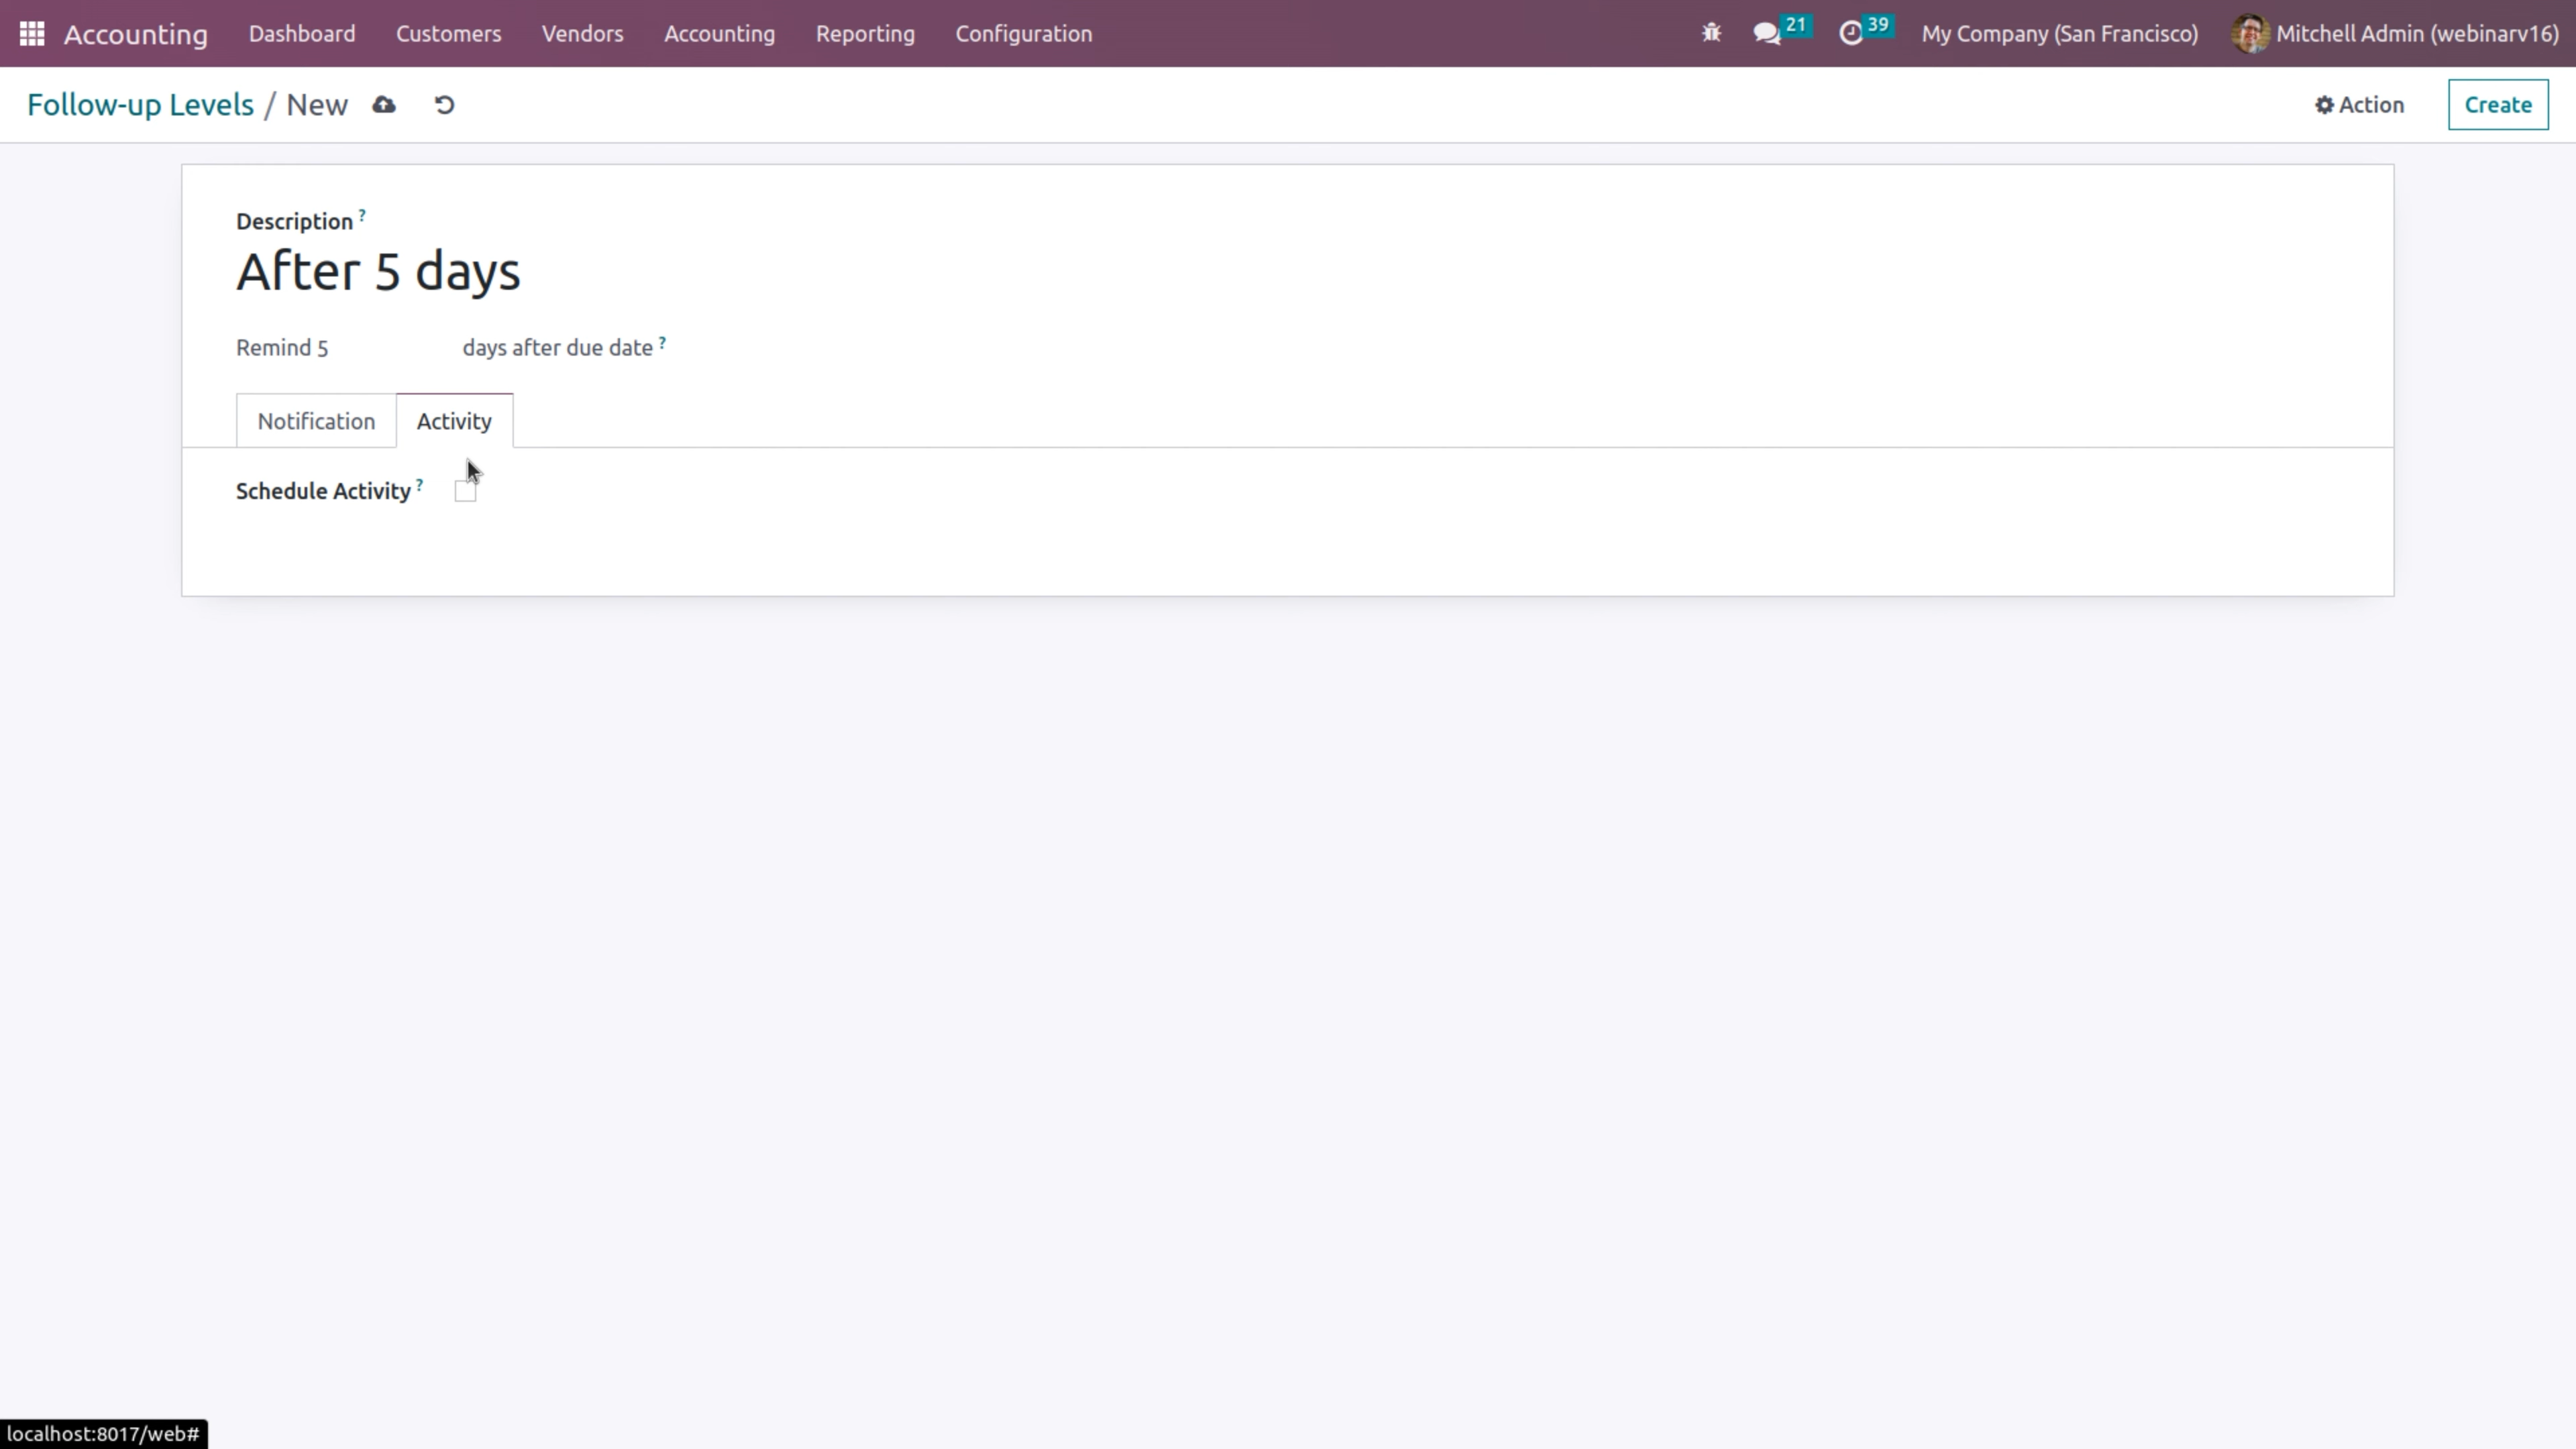 Accounting Dashboard Customers Vendors Accounting Reporting Configuration 21 39 My Company (San Francisco) Mitchell Admin (webinarv16)
Follow-up Levels / New Action Create
Description ?
After 5 days
Remind 5 days after due date ?
Notification Activity
Schedule Activity ?
localhost:8017/web#